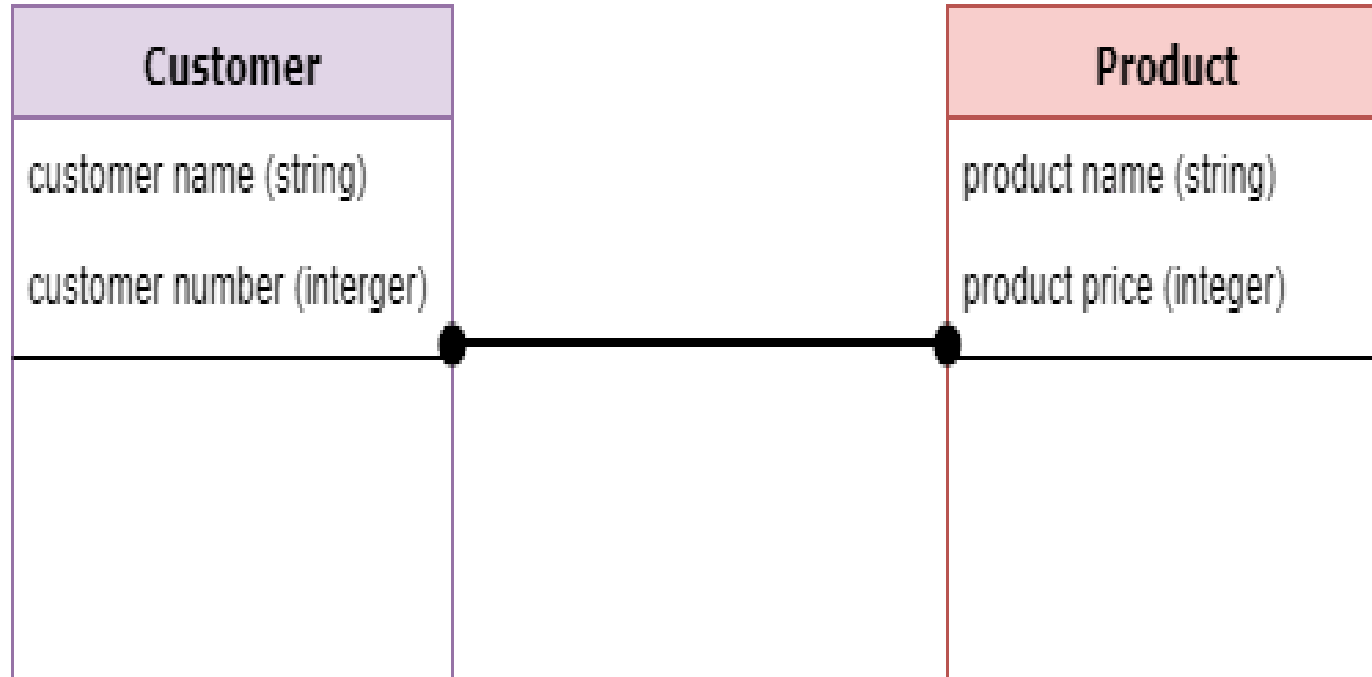 Customer
customer name (string)
customer number (interger)
Product
product name (string)
product price (integer)